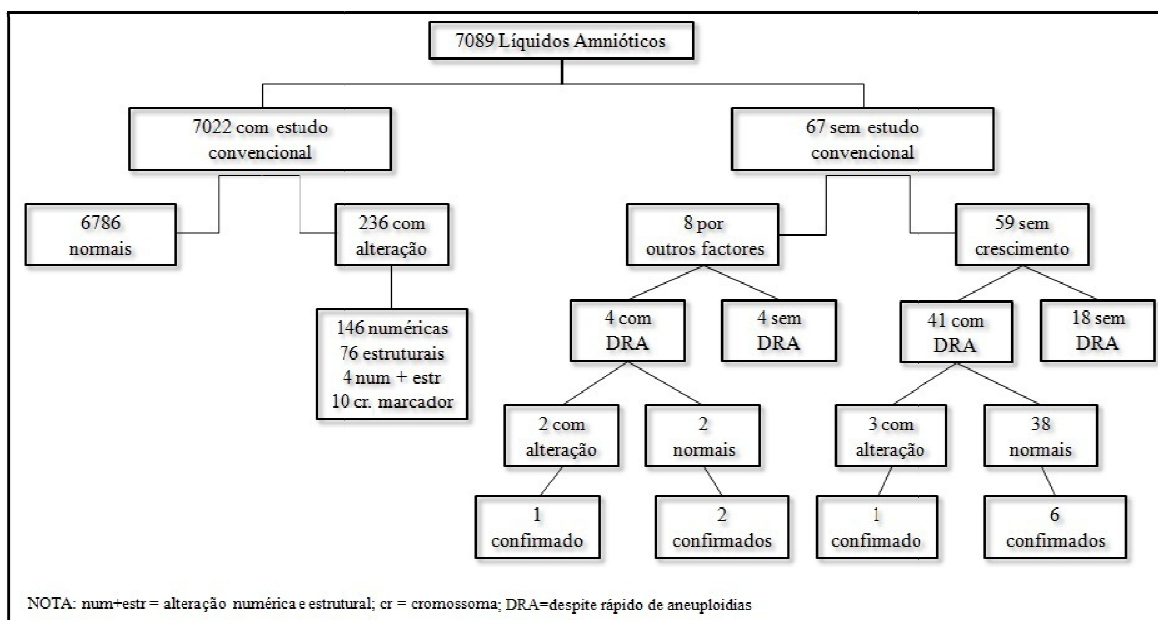 7089 Líquidos Amnióticos
7022 com estudo
convencional
67 sem estudo
convencional
6786
normais
236 com
alteração
8 por
outros factores
59 sem
crescimento
146 numéricas
76 estruturais
4 num + estr
10 cr. marcador
4 com
DRA
4 sem
DRA
41 com
DRA
18 sem
DRA
2 com
alteração
2
normais
3 com
alteração
38
normais
1
confirmado
2
confirmados
1
confirmado
6
confirmados
NOTA: num+estr = alteração numérica e estrutural; cr = cromossoma; DRA=despite rápido de aneuploidias